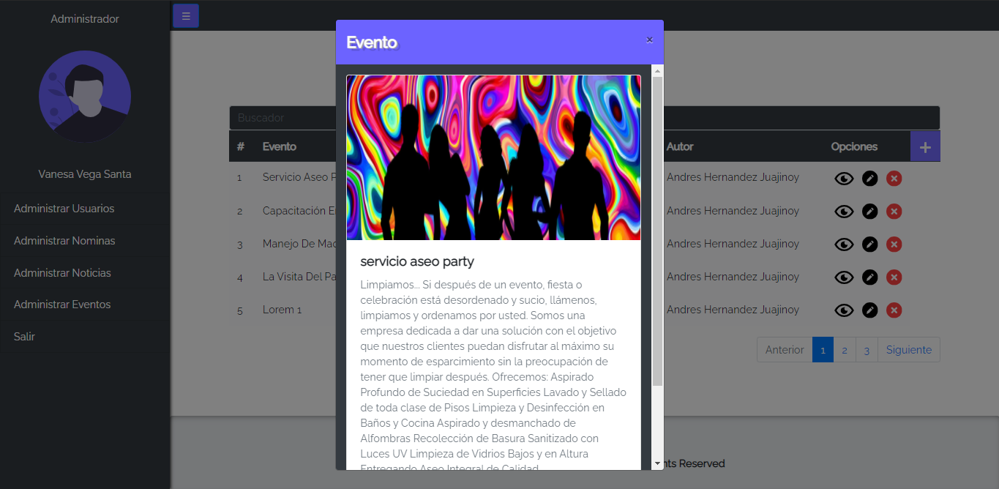 Administrador
☰
Vanesa Vega Santa
Administrar Usuarios
Administrar Nominas
Administrar Noticias
Administrar Eventos
Salir
Buscador
# Evento Autor Opciones +
1 Servicio Aseo P Andres Hernandez Juajinoy
2 Capacitación E Andres Hernandez Juajinoy
3 Manejo De Mac Andres Hernandez Juajinoy
4 La Visita Del Pa Andres Hernandez Juajinoy
5 Lorem 1 Andres Hernandez Juajinoy
Anterior 1 2 3 Siguiente
Evento ×
servicio aseo party
Limpiamos... Si después de un evento, fiesta o
celebración está desordenado y sucio, llámenos,
limpiamos y ordenamos por usted. Somos una
empresa dedicada a dar una solución con el objetivo
que nuestros clientes puedan disfrutar al máximo su
momento de esparcimiento sin la preocupación de
tener que limpiar después. Ofrecemos: Aspirado
Profundo de Suciedad en Superficies Lavado y Sellado
de toda clase de Pisos Limpieza y Desinfección en
Baños y Cocina Aspirado y desmanchado de
Alfombras Recolección de Basura Sanitizado con
Luces UV Limpieza de Vidrios Bajos y en Altura
Entregando Aseo Integral de Calidad
nts Reserved